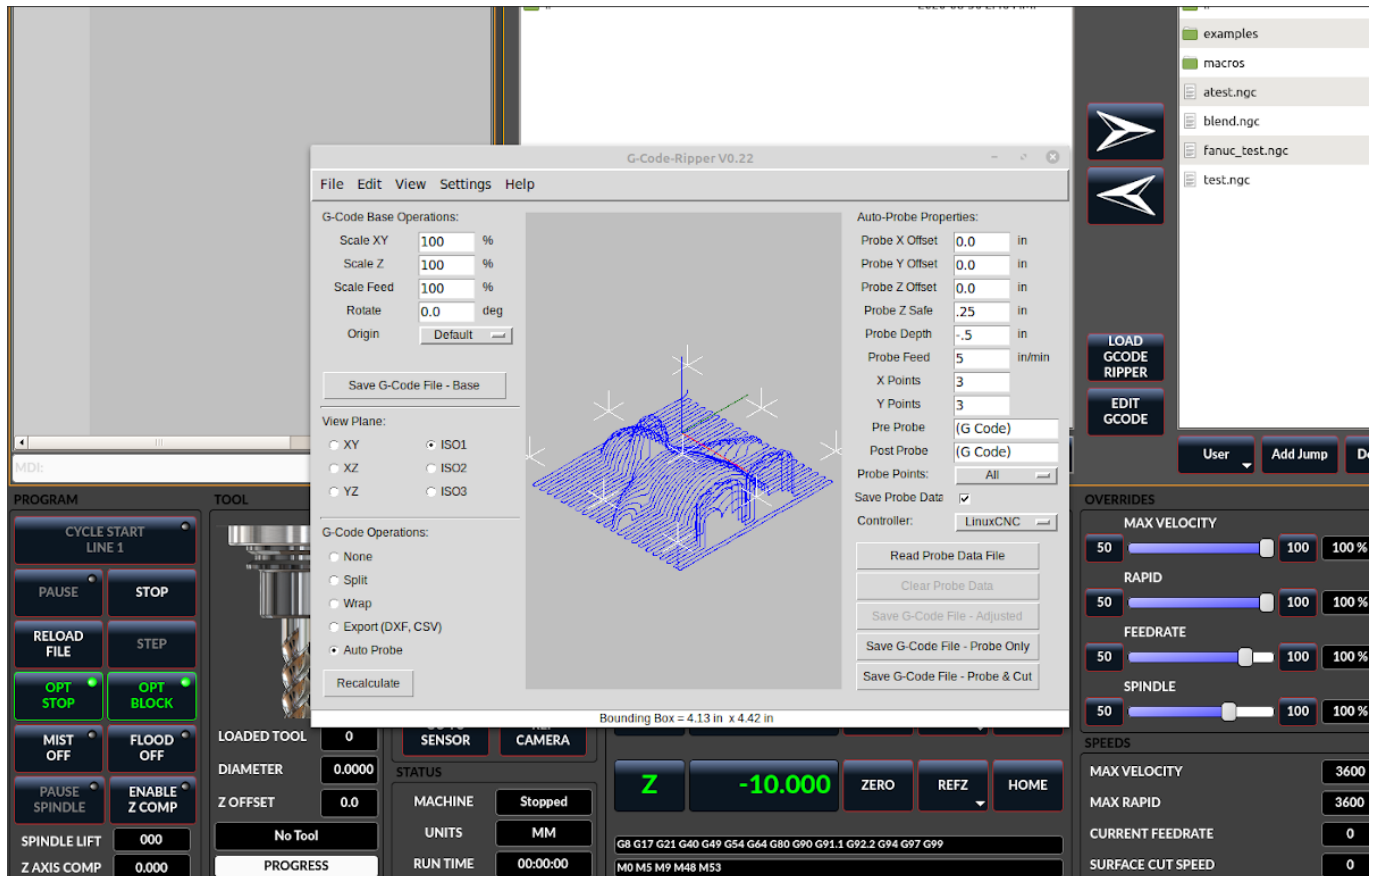 examples
macros
atest.ngc
blend.ngc
fanuc_test.ngc
test.ngc
G-Code-Ripper V0.22
File Edit View Settings Help
G-Code Base Operations:
Scale XY 100 %
Scale Z 100 %
Scale Feed 100 %
Rotate 0.0 deg
Origin Default
Save G-Code File - Base
View Plane:
XY ISO1
XZ ISO2
YZ ISO3
G-Code Operations:
None
Split
Wrap
Export (DXF, CSV)
Auto Probe
Recalculate
Auto-Probe Properties:
Probe X Offset 0.0 in
Probe Y Offset 0.0 in
Probe Z Offset 0.0 in
Probe Z Safe .25 in
Probe Depth -.5 in
Probe Feed 5 in/min
X Points 3
Y Points 3
Pre Probe (G Code)
Post Probe (G Code)
Probe Points: All
Save Probe Data
Controller: LinuxCNC
Read Probe Data File
Clear Probe Data
Save G-Code File - Adjusted
Save G-Code File - Probe Only
Save G-Code File - Probe & Cut
Bounding Box = 4.13 in x 4.42 in
LOAD
GCODE
RIPPER
EDIT
GCODE
User Add Jump
MDI:
PROGRAM
CYCLE START
LINE 1
PAUSE STOP
RELOAD
FILE
STEP
OPT
STOP
OPT
BLOCK
MIST
OFF
FLOOD
OFF
PAUSE
SPINDLE
ENABLE
Z COMP
SPINDLE LIFT 000
Z AXIS COMP 0.000
TOOL
LOADED TOOL 0
DIAMETER 0.0000
Z OFFSET 0.0
No Tool
PROGRESS
SENSOR
CAMERA
STATUS
MACHINE Stopped
UNITS MM
RUN TIME 00:00:00
Z -10.000 ZERO REFZ HOME
G8 G17 G21 G40 G49 G54 G64 G80 G90 G91.1 G92.2 G94 G97 G99
M0 M5 M9 M48 M53
OVERRIDES
MAX VELOCITY
50 100 100 %
RAPID
50 100 100 %
FEEDRATE
50 100 100 %
SPINDLE
50 100 100 %
SPEEDS
MAX VELOCITY 3600
MAX RAPID 3600
CURRENT FEEDRATE 0
SURFACE CUT SPEED 0